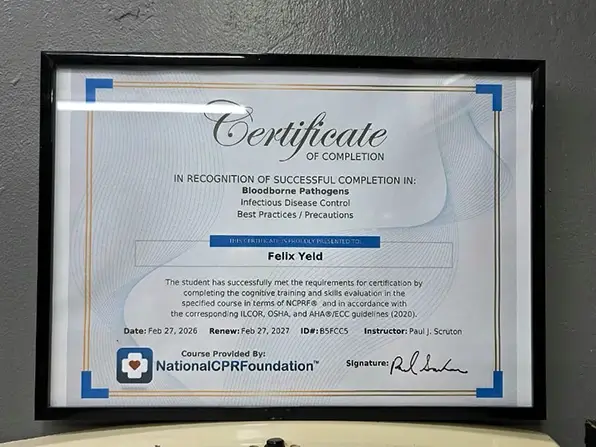 Certificate
OF COMPLETION
IN RECOGNITION OF SUCCESSFUL COMPLETION IN:
Bloodborne Pathogens
Infectious Disease Control
Best Practices / Precautions
THIS CERTIFICATE IS PROUDLY PRESENTED TO:
Felix Yeld
The student has successfully met the requirements for certification by
completing the cognitive training and skills evaluation in the
specified course in terms of NCPRF® and in accordance with
the corresponding ILCOR, OSHA, and AHA®/ECC guidelines (2020).
Date: Feb 27, 2026 Renew: Feb 27, 2027 ID#: B5FCC5 Instructor: Paul J. Scruton
Course Provided By:
NationalCPRFoundation™
Signature: